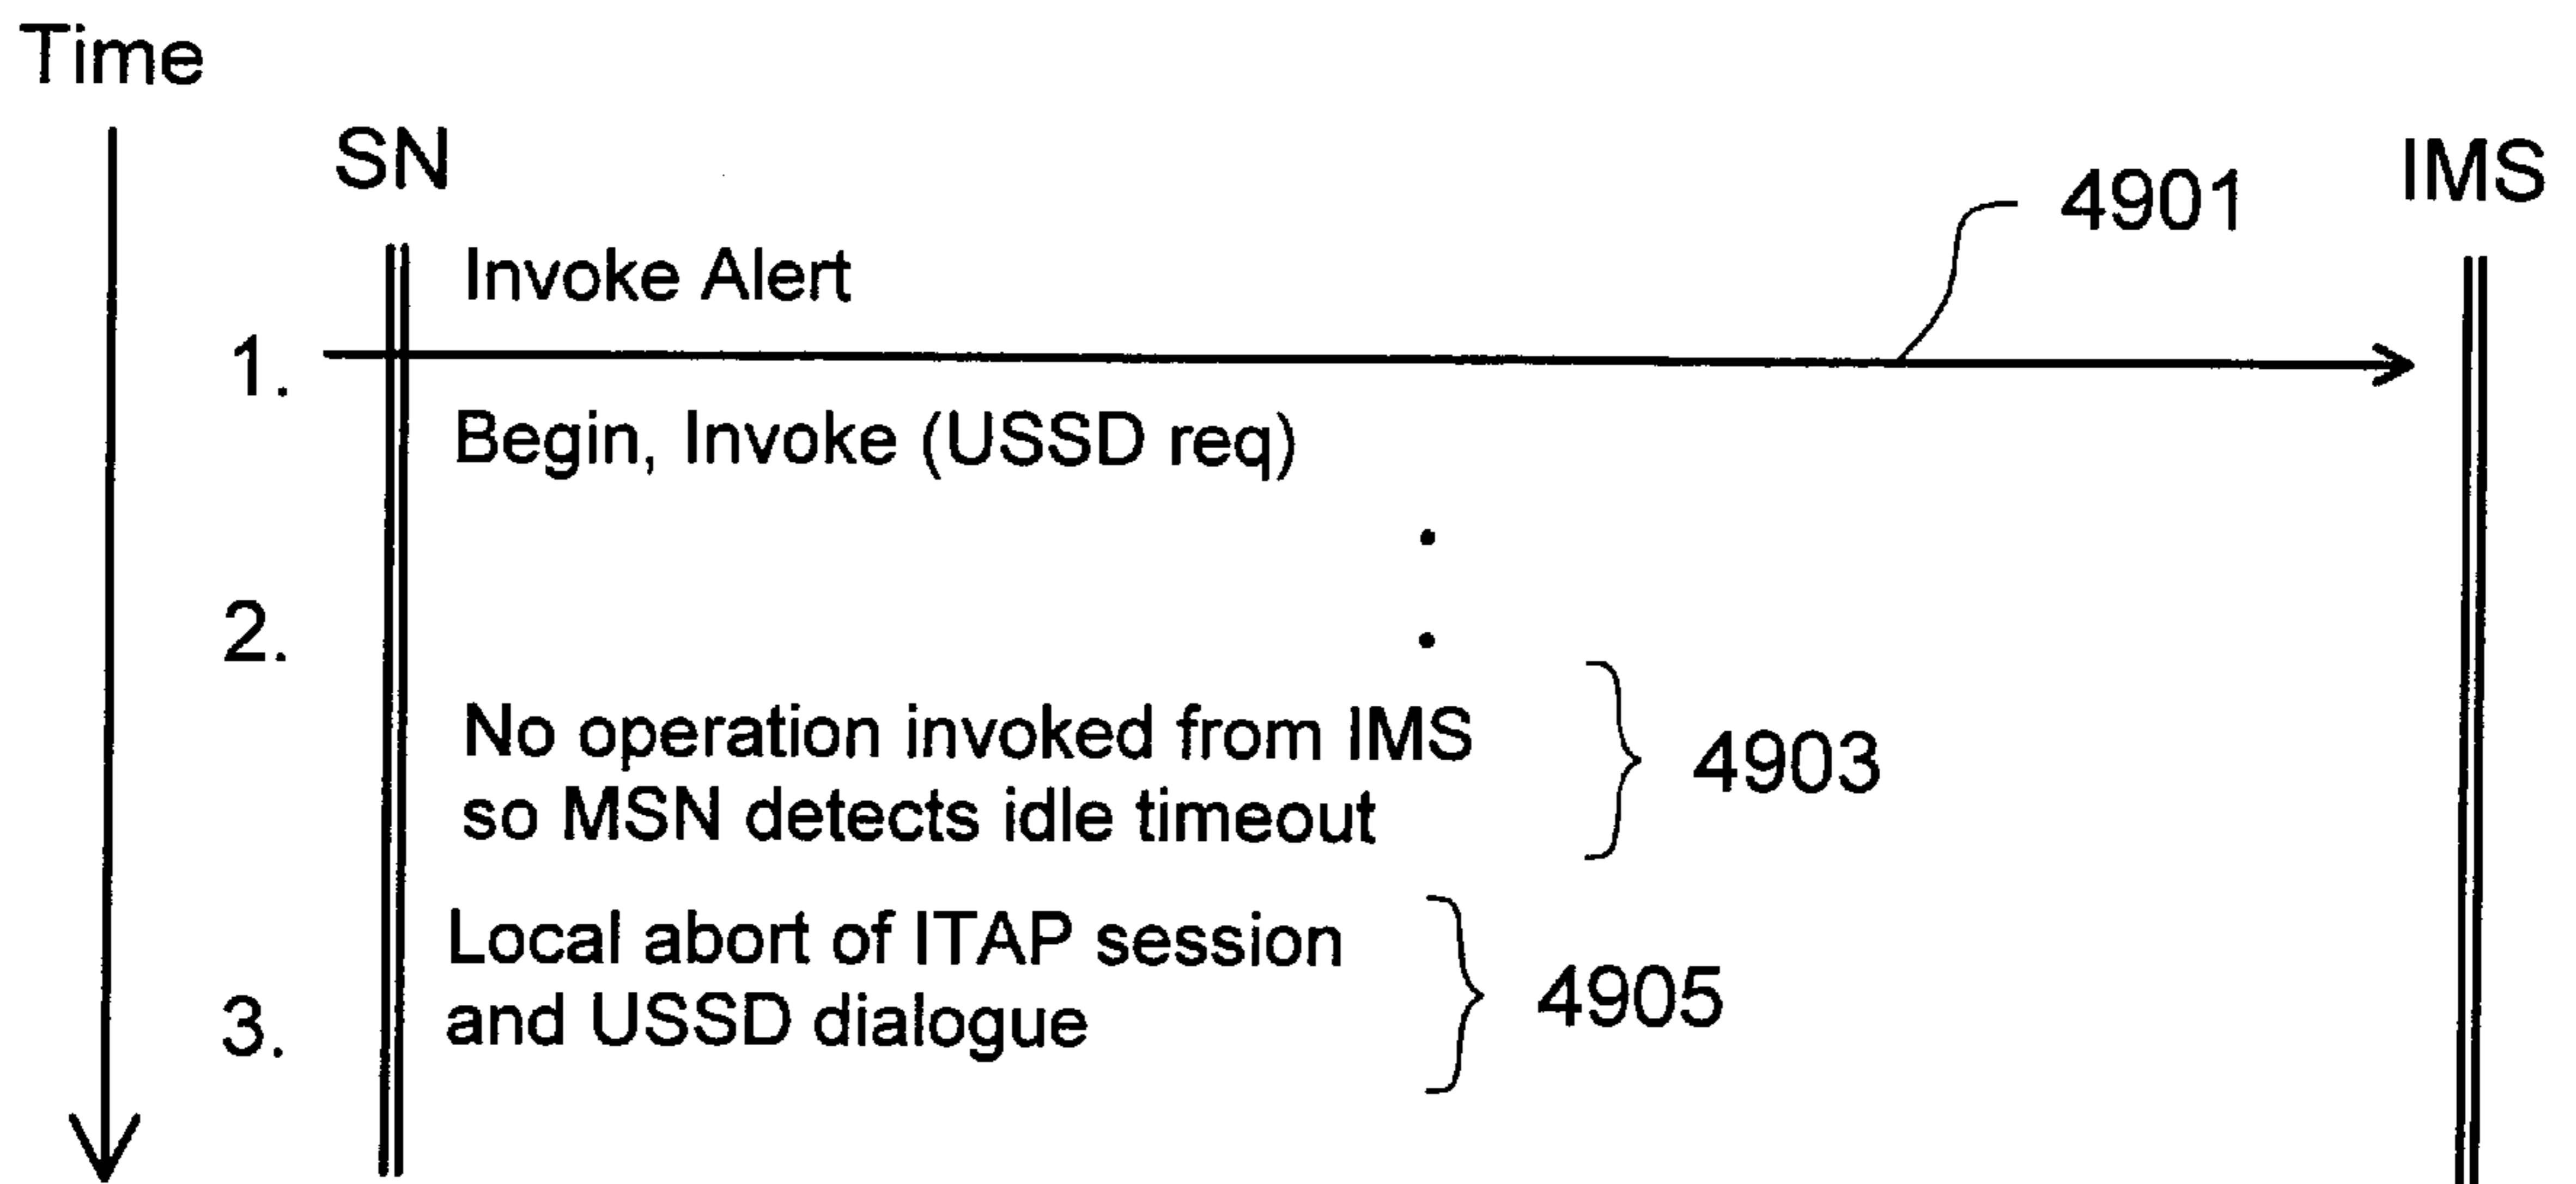 Time
SN
4901
IMS
Invoke Alert
1.
Begin, Invoke (USSD req)
2.
No operation invoked from IMS
so MSN detects idle timeout
4903
Local abort of ITAP session
and USSD dialogue
3.
4905